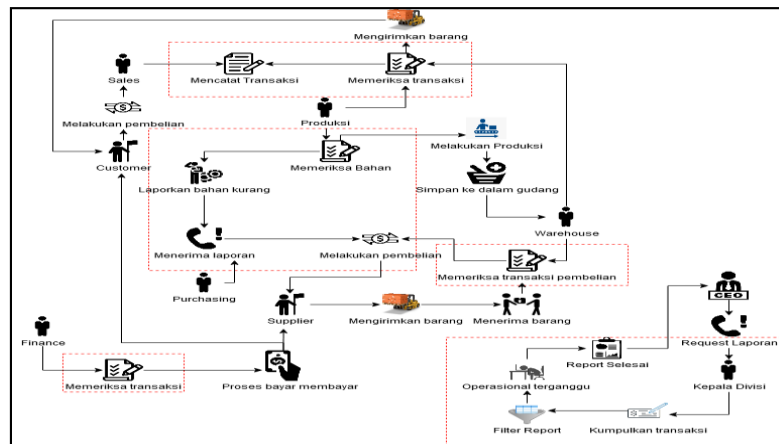 Mengirimkan barang
Sales
Mencatat Transaksi
Memeriksa transaksi
Melakukan pembelian
Produksi
Customer
Memeriksa Bahan
Melakukan Produksi
Laporkan bahan kurang
Simpan ke dalam gudang
Warehouse
Menerima laporan
Melakukan pembelian
Memeriksa transaksi pembelian
Purchasing
Supplier
Mengirimkan barang
Menerima barang
CEO
Finance
Request Laporan
Report Selesai
Memeriksa transaksi
Proses bayar membayar
Operasional terganggu
Kepala Divisi
Filter Report
Kumpulkan transaksi